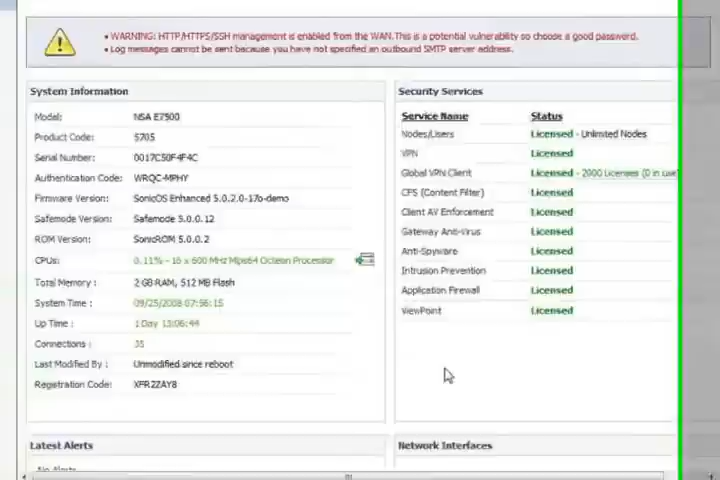 • WARNING: HTTP/HTTPS/SSH management is enabled from the WAN.This is a potential vulnerability so choose a good password.
• Log messages cannot be sent because you have not specified an outbound SMTP server address.
System Information
Model: NSA E7500
Product Code: 5705
Serial Number: 0017C50F4F4C
Authentication Code: WRQC-MPHY
Firmware Version: SonicOS Enhanced 5.0.2.0-17o-demo
Safemode Version: Safemode 5.0.0.12
ROM Version: SonicROM 5.0.0.2
CPUs: 0.11% - 16 x 600 MHz Mips64 Octeon Processor
Total Memory: 2 GB RAM, 512 MB Flash
System Time : 09/25/2008 07:56:15
Up Time : 1 Day 13:06:44
Connections : 35
Last Modified By : Unmodified since reboot
Registration Code: XFR2ZAY8
Security Services
Service Name Status
Nodes/Users Licensed - Unlimited Nodes
VPN Licensed
Global VPN Client Licensed - 2000 Licenses (0 in use)
CFS (Content Filter) Licensed
Client AV Enforcement Licensed
Gateway Anti-Virus Licensed
Anti-Spyware Licensed
Intrusion Prevention Licensed
Application Firewall Licensed
ViewPoint Licensed
Latest Alerts
No Alerts
Network Interfaces